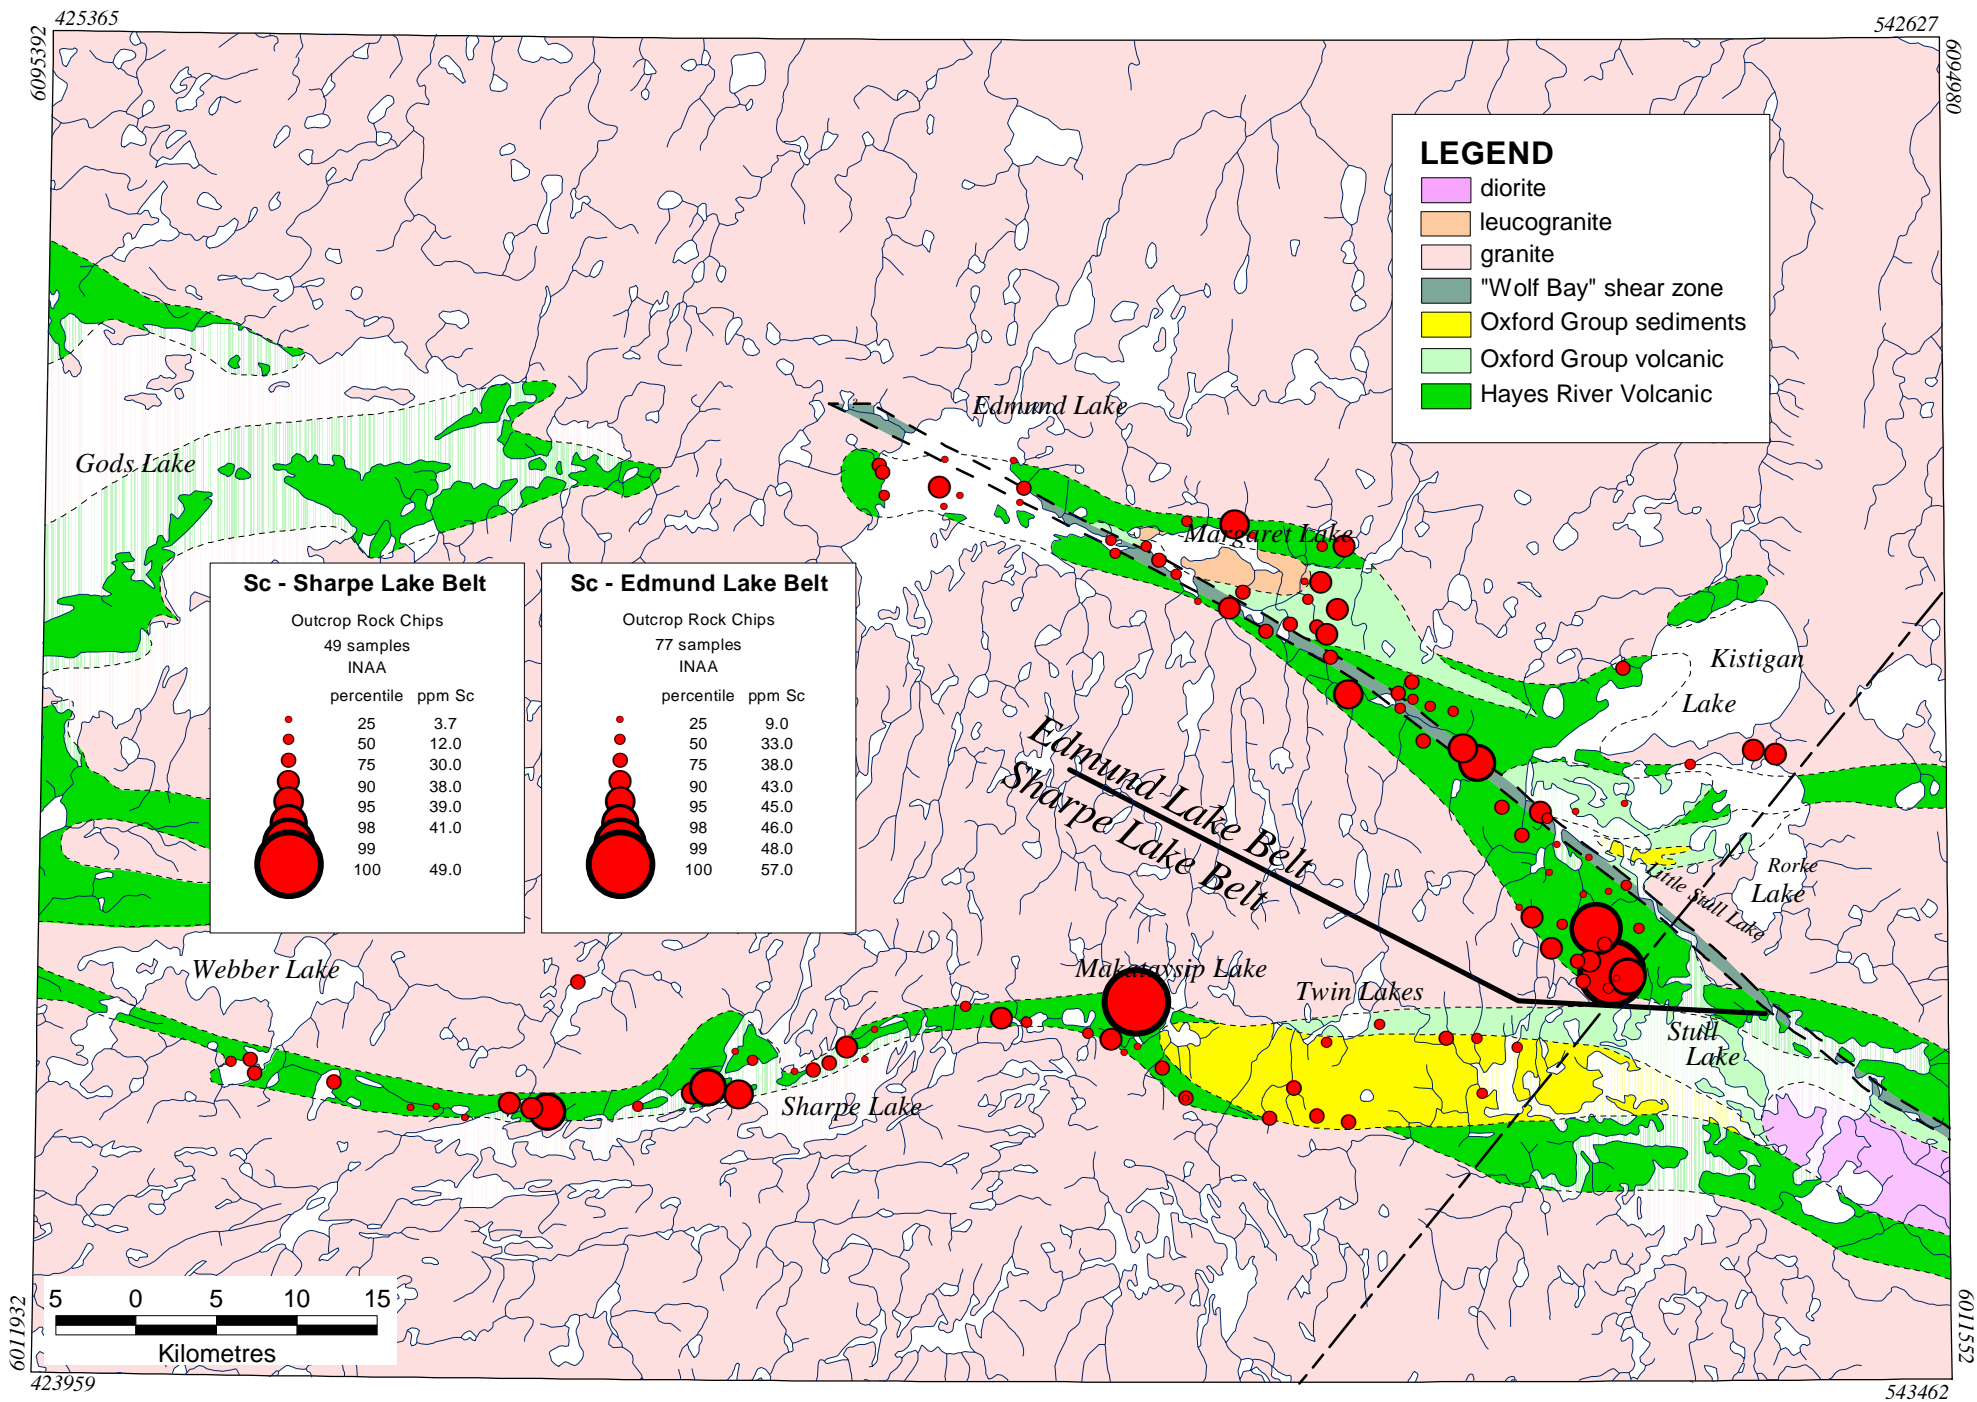 425365
542627
6095392
6094980
LEGEND
diorite
leucogranite
granite
"Wolf Bay" shear zone
Oxford Group sediments
Oxford Group volcanic
Hayes River Volcanic
Edmund Lake
Gods Lake
Margaret Lake
Sc - Sharpe Lake Belt
Outcrop Rock Chips
49 samples
INAA
percentile ppm Sc
25 3.7
50 12.0
75 30.0
90 38.0
95 39.0
98 41.0
99
100 49.0
Sc - Edmund Lake Belt
Outcrop Rock Chips
77 samples
INAA
percentile ppm Sc
25 9.0
50 33.0
75 38.0
90 43.0
95 45.0
98 46.0
99 48.0
100 57.0
Kistigan
Lake
Edmund Lake Belt
Sharpe Lake Belt
Rorke
Lake
Little Stull Lake
Webber Lake
Makataysip Lake
Twin Lakes
Stull
Lake
Sharpe Lake
5 0 5 10 15
Kilometres
6011932
6011552
423959
543462